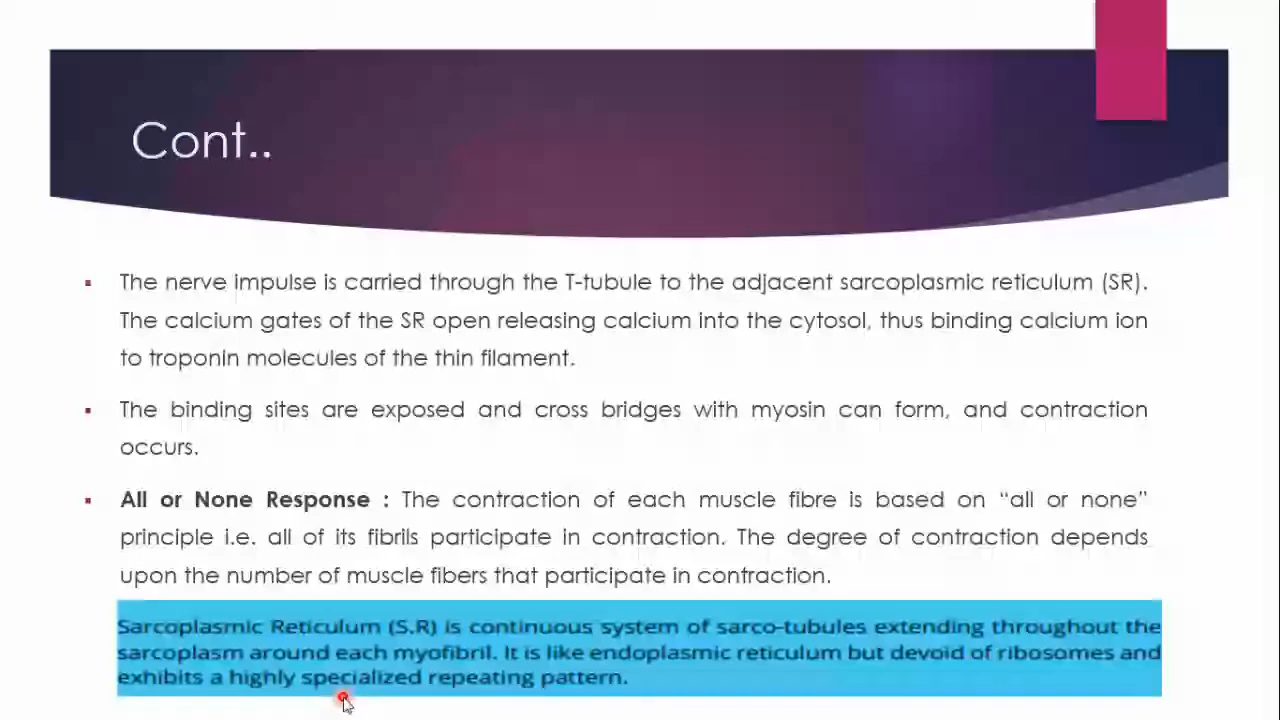 Cont..
The nerve impulse is carried through the T-tubule to the adjacent sarcoplasmic reticulum (SR).
The calcium gates of the SR open releasing calcium into the cytosol, thus binding calcium ion
to troponin molecules of the thin filament.
The binding sites are exposed and cross bridges with myosin can form, and contraction
occurs.
All or None Response : The contraction of each muscle fibre is based on “all or none”
principle i.e. all of its fibrils participate in contraction. The degree of contraction depends
upon the number of muscle fibers that participate in contraction.
Sarcoplasmic Reticulum (S.R) is continuous system of sarco-tubules extending throughout the
sarcoplasm around each myofibril. It is like endoplasmic reticulum but devoid of ribosomes and
exhibits a highly specialized repeating pattern.